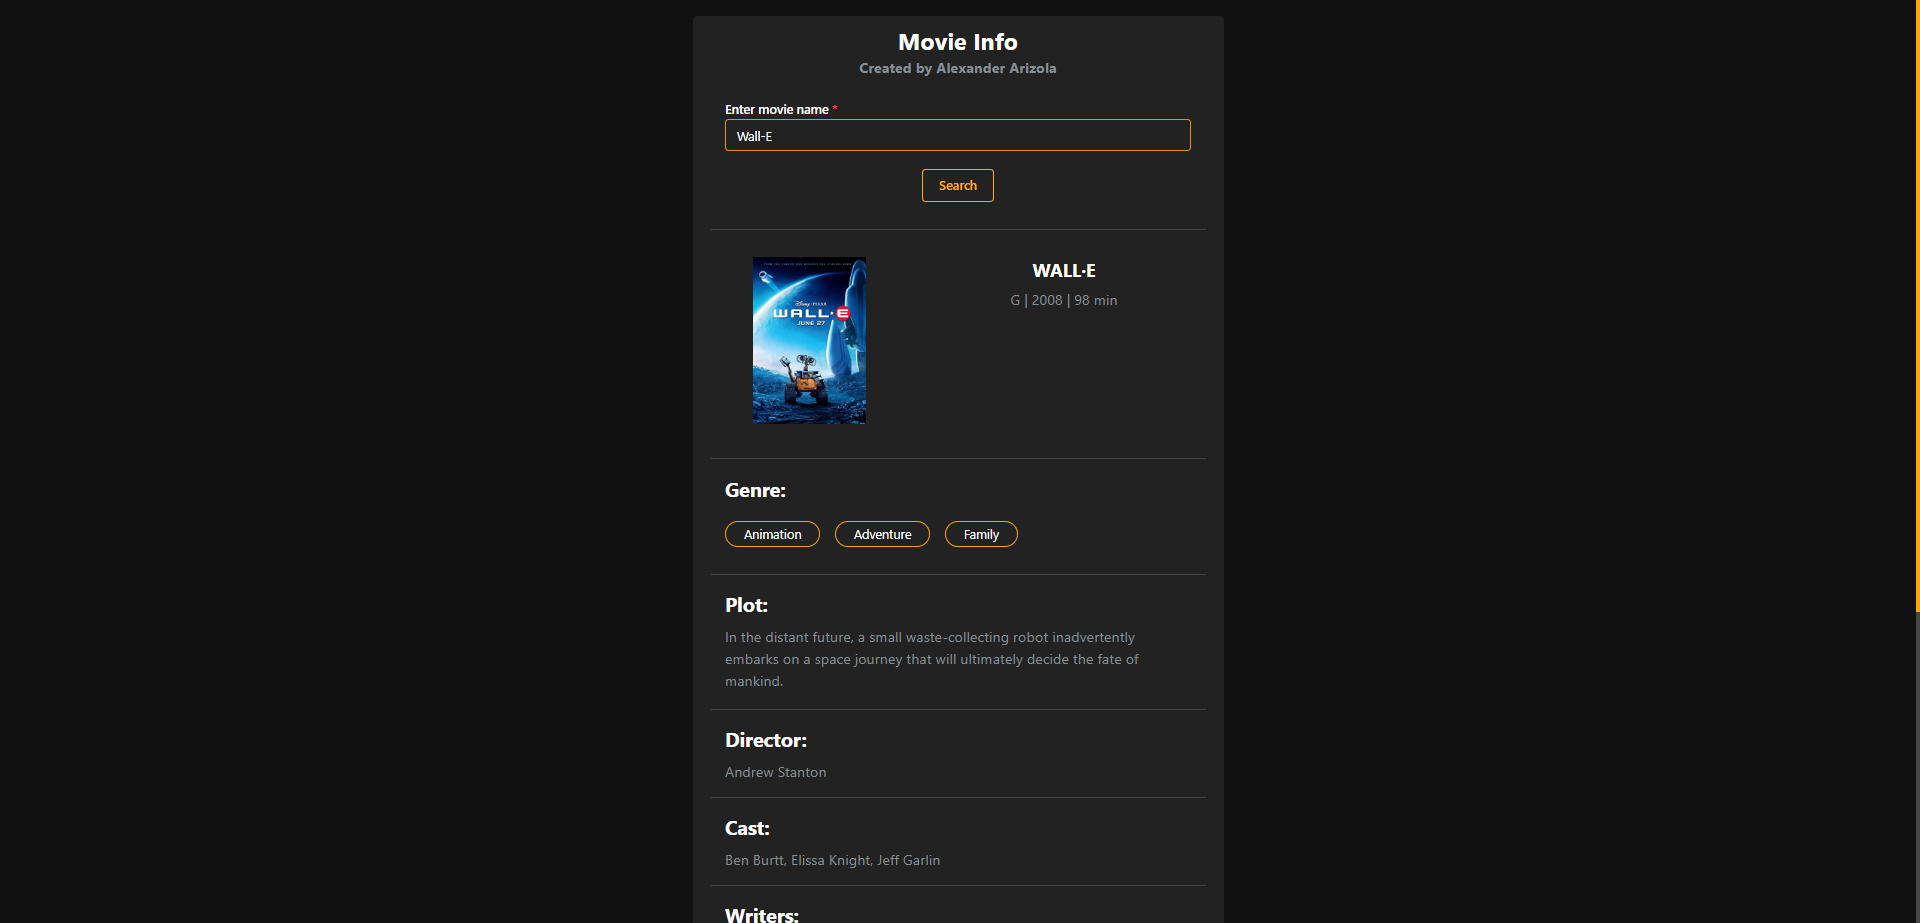 Movie Info
Created by Alexander Arizola
Enter movie name *
Wall-E
Search
Disney·PIXAR
WALL·E
JUNE 27
WALL·E
G | 2008 | 98 min
Genre:
Animation
Adventure
Family
Plot:
In the distant future, a small waste-collecting robot inadvertently
embarks on a space journey that will ultimately decide the fate of
mankind.
Director:
Andrew Stanton
Cast:
Ben Burtt, Elissa Knight, Jeff Garlin
Writers: